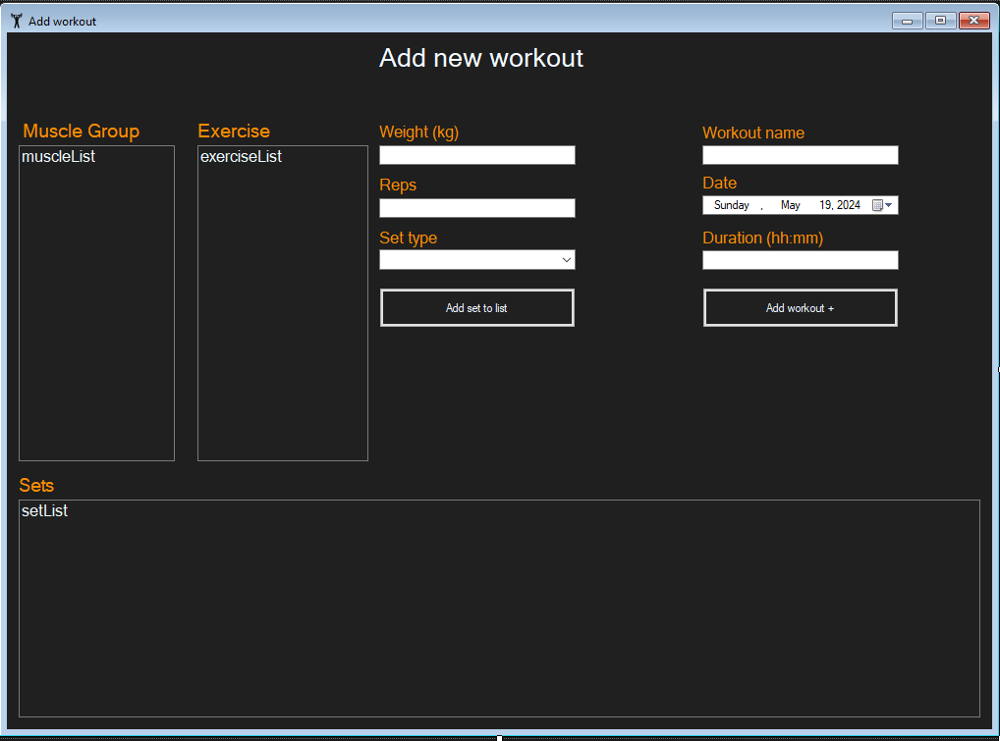 Add workout
Add new workout
Muscle Group
Exercise
Weight (kg)
Workout name
muscleList
exerciseList
Reps
Date
Sunday , May 19, 2024
Set type
Duration (hh:mm)
Add set to list
Add workout +
Sets
setList